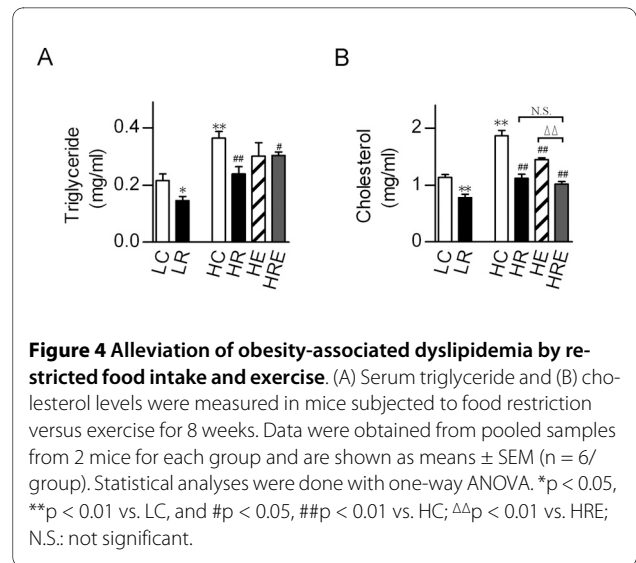 A
B
Triglyceride
(mg/ml)
0.4
0.2
0.0
**
*
##
#
LC
LR
HC
HR
HE
HRE
Cholesterol
(mg/ml)
2
1
0
N.S.
ΔΔ
**
**
##
##
##
LC
LR
HC
HR
HE
HRE
Figure 4 Alleviation of obesity-associated dyslipidemia by re-
stricted food intake and exercise. (A) Serum triglyceride and (B) cho-
lesterol levels were measured in mice subjected to food restriction
versus exercise for 8 weeks. Data were obtained from pooled samples
from 2 mice for each group and are shown as means ± SEM (n = 6/
group). Statistical analyses were done with one-way ANOVA. *p < 0.05,
**p < 0.01 vs. LC, and #p < 0.05, ##p < 0.01 vs. HC; ΔΔp < 0.01 vs. HRE;
N.S.: not significant.